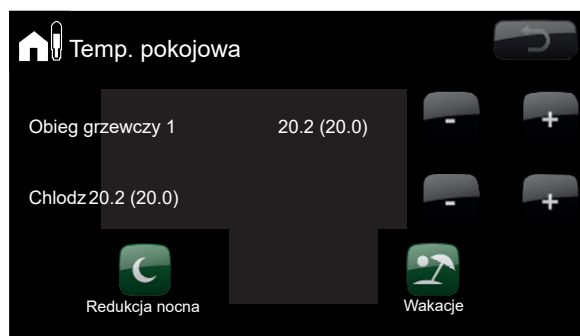 Temp. pokojowa
Obieg grzewczy 1 20.2 (20.0) - +
Chlodz 20.2 (20.0) - +
Redukcja nocna Wakacje